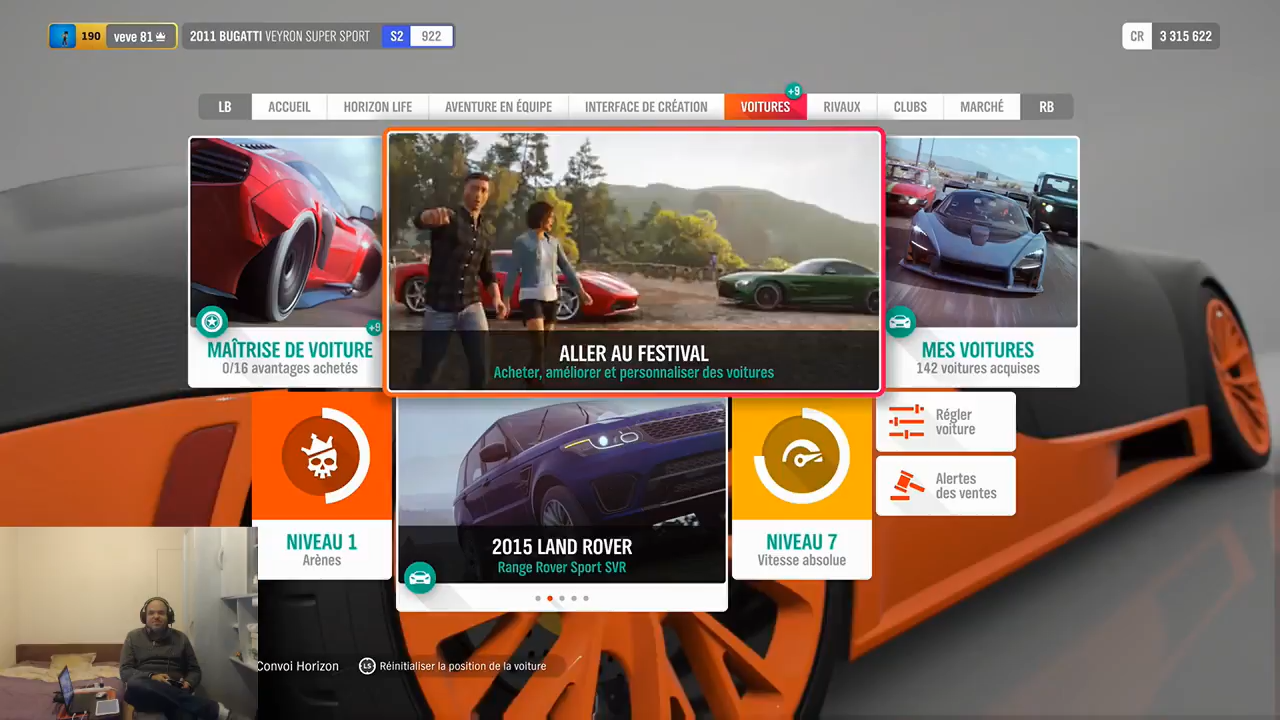 190 veve 81
2011 BUGATTI VEYRON SUPER SPORT S2 922
CR 3 315 622
LB ACCUEIL HORIZON LIFE AVENTURE EN ÉQUIPE INTERFACE DE CRÉATION VOITURES +9 RIVAUX CLUBS MARCHÉ RB
+9
MAÎTRISE DE VOITURE
0/16 avantages achetés
ALLER AU FESTIVAL
Acheter, améliorer et personnaliser des voitures
MES VOITURES
142 voitures acquises
NIVEAU 1
Arènes
2015 LAND ROVER
Range Rover Sport SVR
NIVEAU 7
Vitesse absolue
Régler
voiture
Alertes
des ventes
Convoi Horizon LS Réinitialiser la position de la voiture